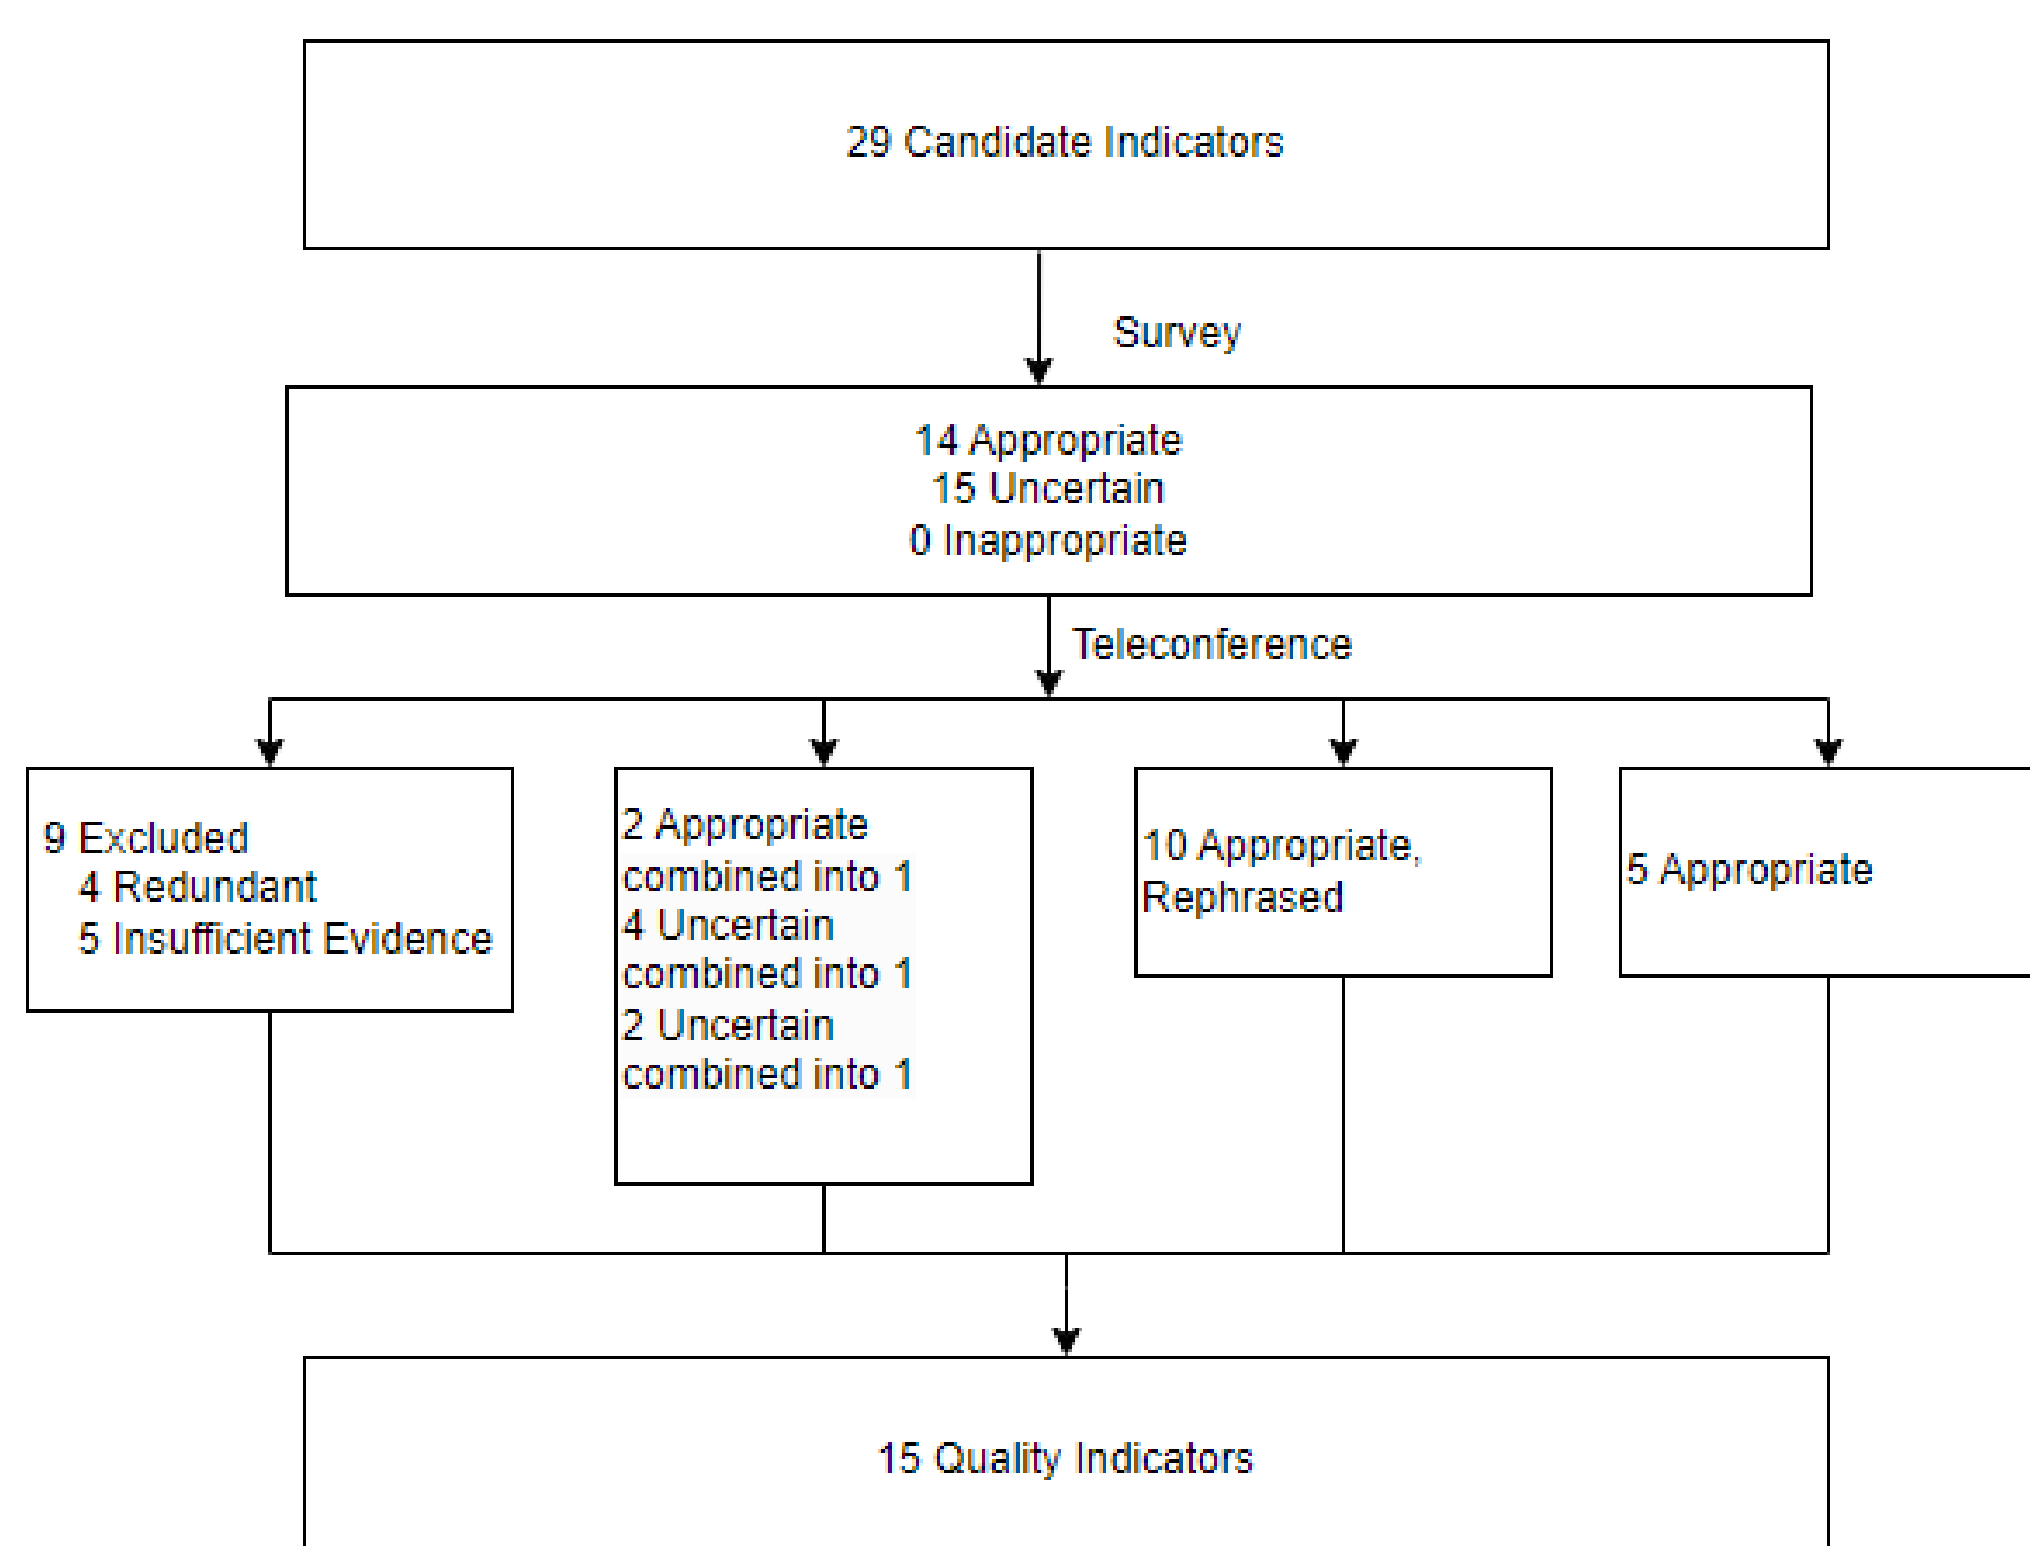 29 Candidate Indicators
Survey
14 Appropriate
15 Uncertain
0 Inappropriate
Teleconference
9 Excluded
4 Redundant
5 Insufficient Evidence
2 Appropriate
combined into 1
4 Uncertain
combined into 1
2 Uncertain
combined into 1
10 Appropriate,
Rephrased
5 Appropriate
15 Quality Indicators